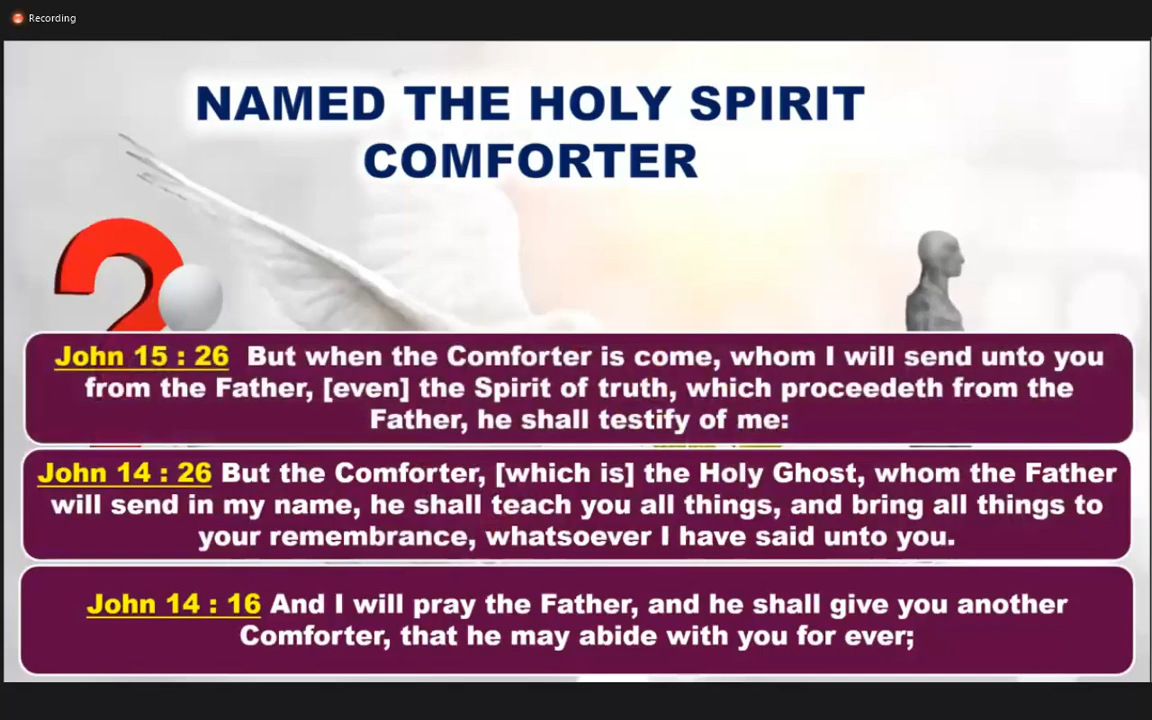 Recording
NAMED THE HOLY SPIRIT
COMFORTER
John 15 : 26 But when the Comforter is come, whom I will send unto you
from the Father, [even] the Spirit of truth, which proceedeth from the
Father, he shall testify of me:
John 14 : 26 But the Comforter, [which is] the Holy Ghost, whom the Father
will send in my name, he shall teach you all things, and bring all things to
your remembrance, whatsoever I have said unto you.
John 14 : 16 And I will pray the Father, and he shall give you another
Comforter, that he may abide with you for ever;